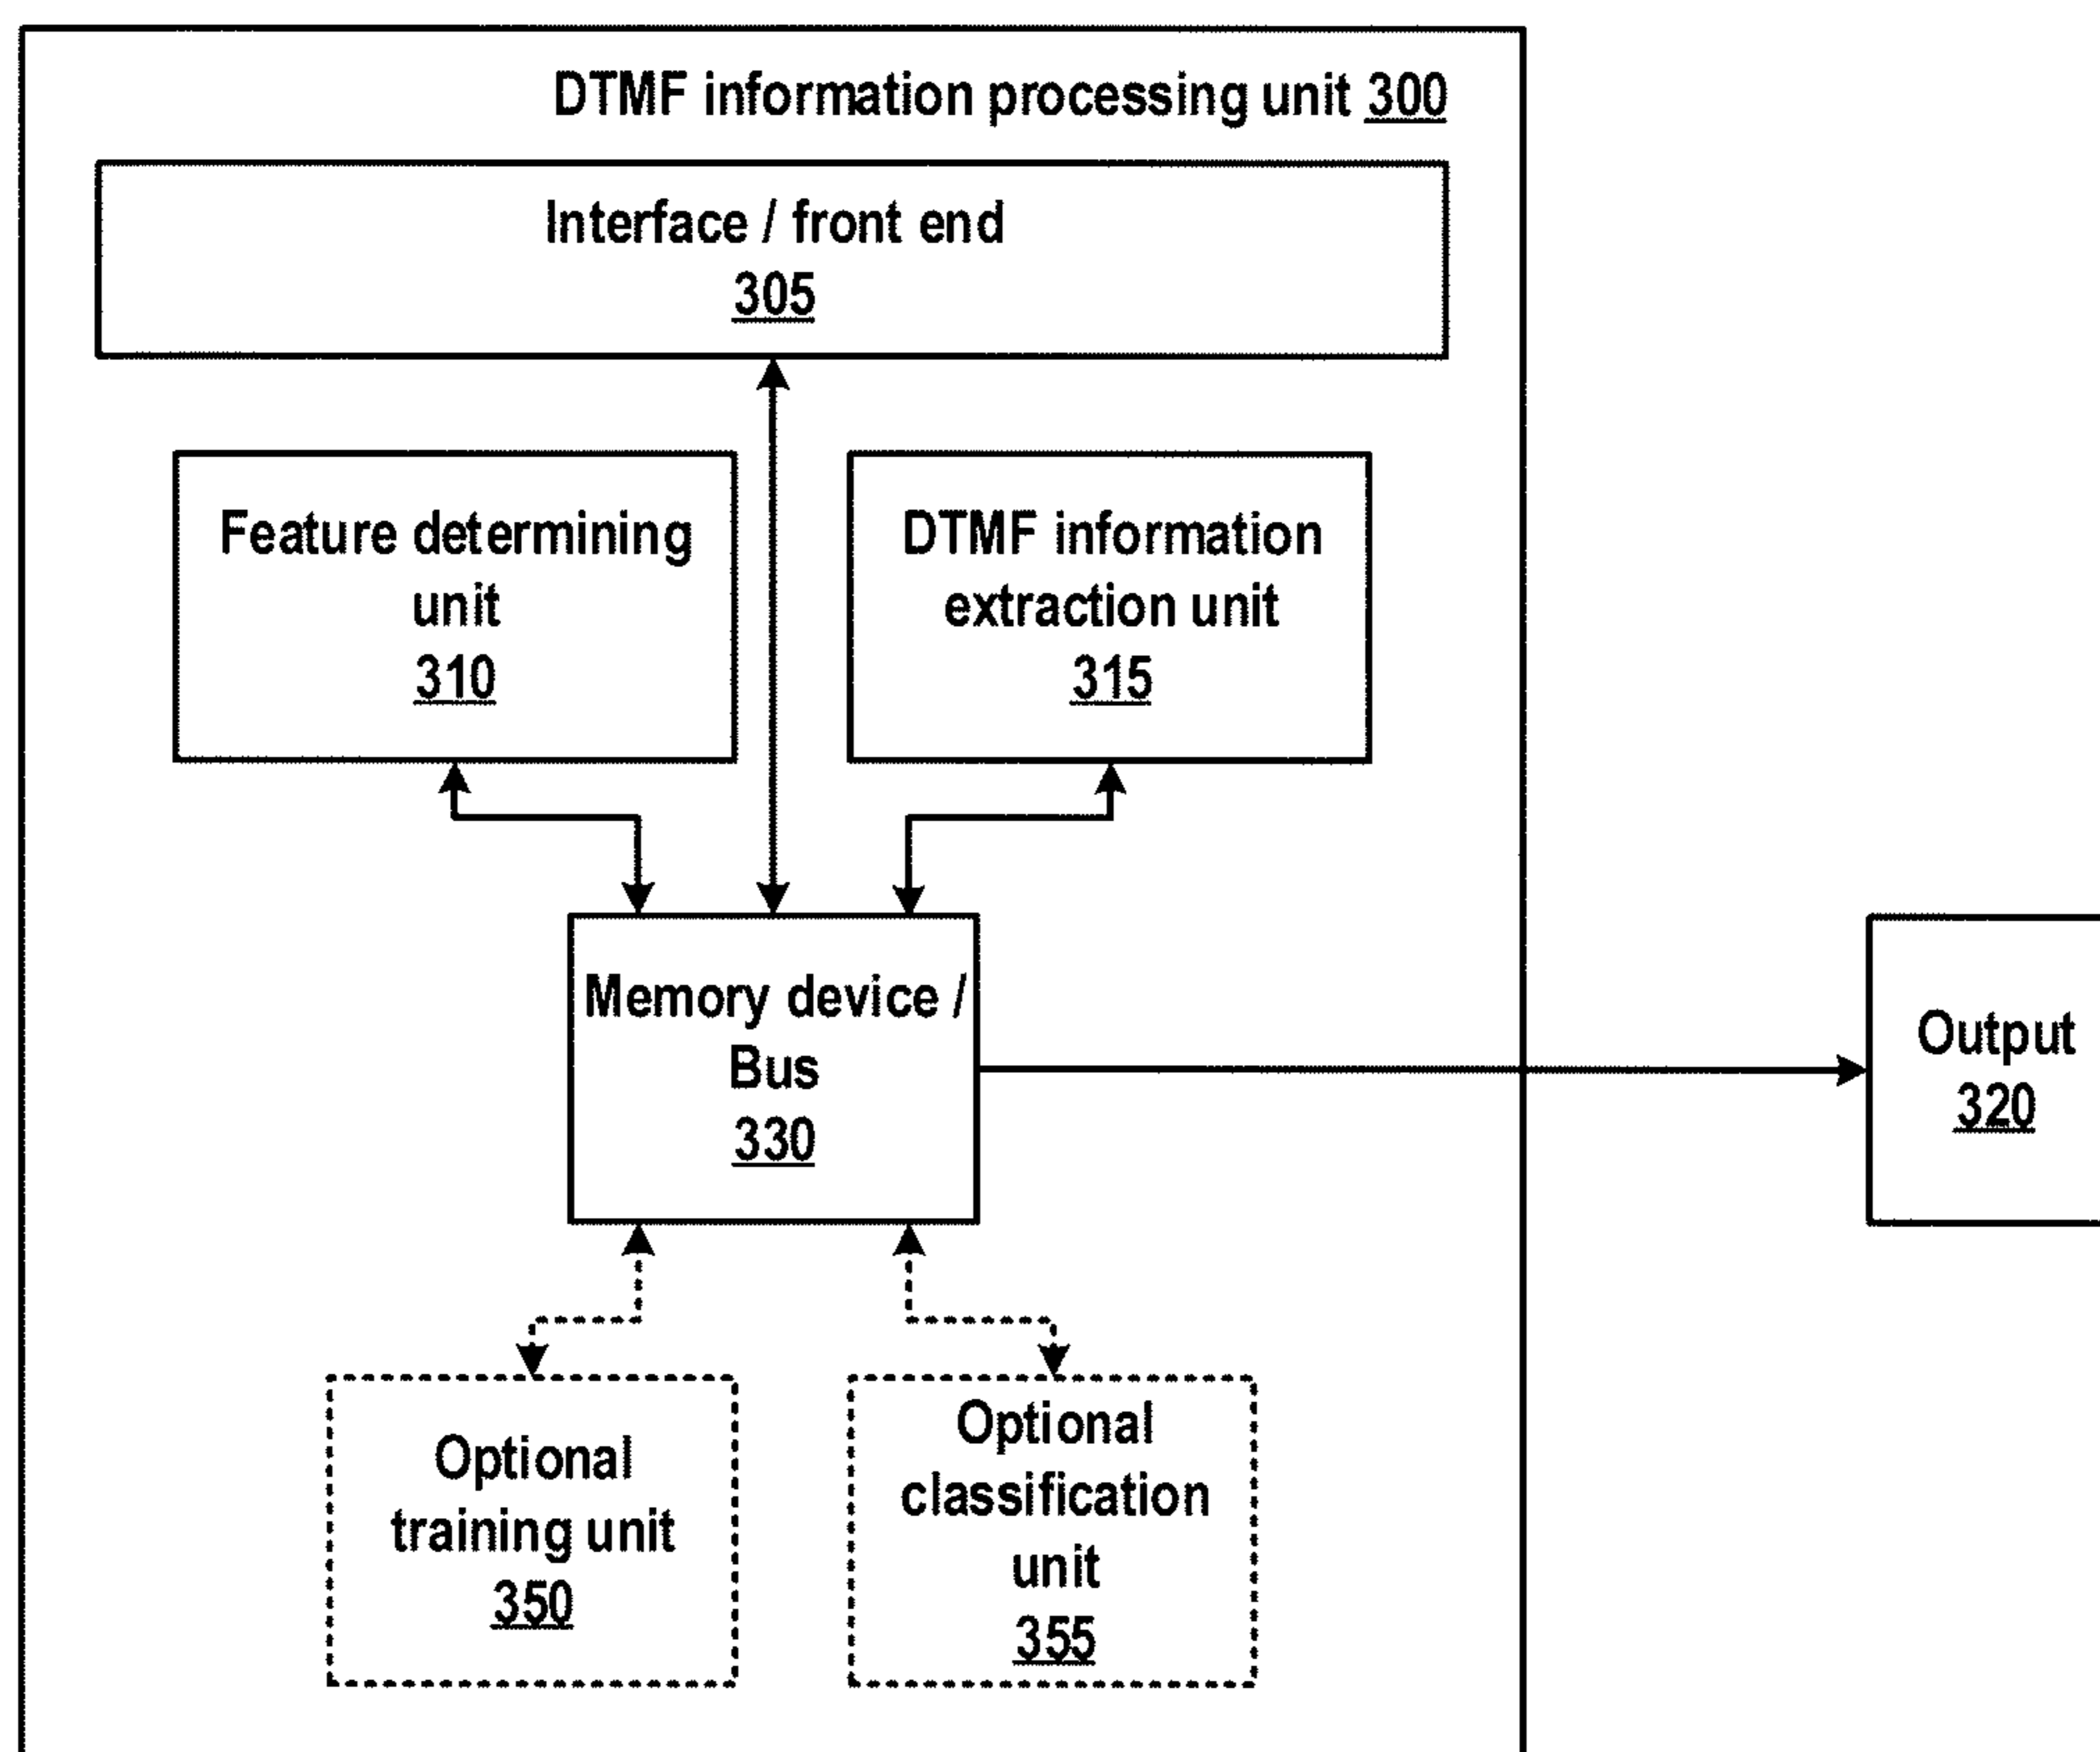 DTMF information processing unit 300
Interface / front end
305
Feature determining
unit
310
DTMF information
extraction unit
315
Memory device /
Bus
330
Output
320
Optional
training unit
350
Optional
classification
unit
355